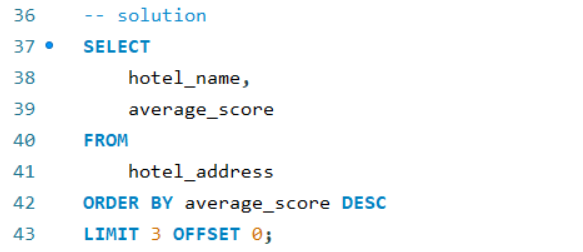 36 -- solution
37 SELECT
38 hotel_name,
39 average_score
40 FROM
41 hotel_address
42 ORDER BY average_score DESC
43 LIMIT 3 OFFSET 0;